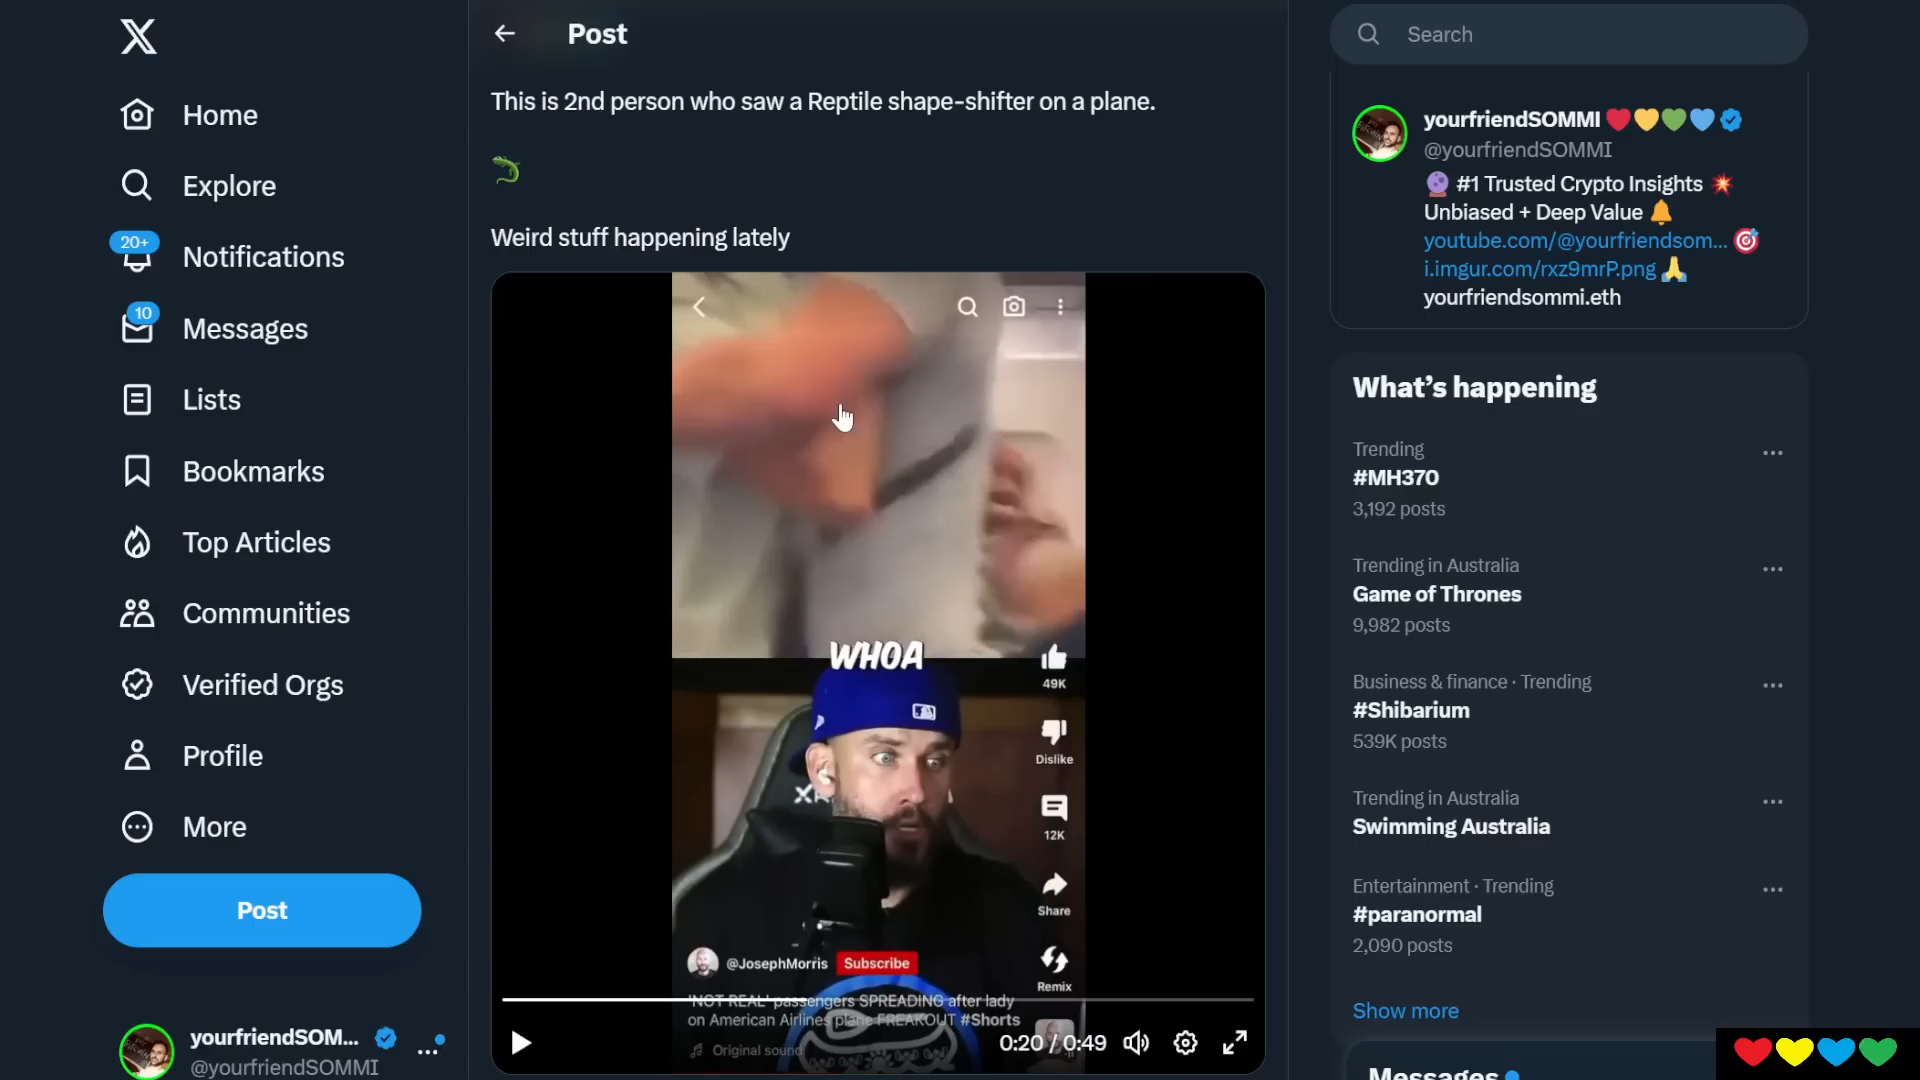 Post
Search
Home
Explore
20+
Notifications
10
Messages
Lists
Bookmarks
Top Articles
Communities
Verified Orgs
Profile
More
Post
yourfriendSOM...
@yourfriendSOMMI
This is 2nd person who saw a Reptile shape-shifter on a plane.
Weird stuff happening lately
WHOA
49K
Dislike
12K
Share
Remix
@JosephMorris Subscribe
'NOT REAL' passengers SPREADING after lady
on American Airlines plane FREAKOUT #Shorts
Original sound
0:20 / 0:49
yourfriendSOMMI
@yourfriendSOMMI
#1 Trusted Crypto Insights
Unbiased + Deep Value
youtube.com/@yourfriendsom...
i.imgur.com/rxz9mrP.png
yourfriendsommi.eth
What's happening
Trending
#MH370
3,192 posts
Trending in Australia
Game of Thrones
9,982 posts
Business & finance · Trending
#Shibarium
539K posts
Trending in Australia
Swimming Australia
Entertainment · Trending
#paranormal
2,090 posts
Show more
Messages